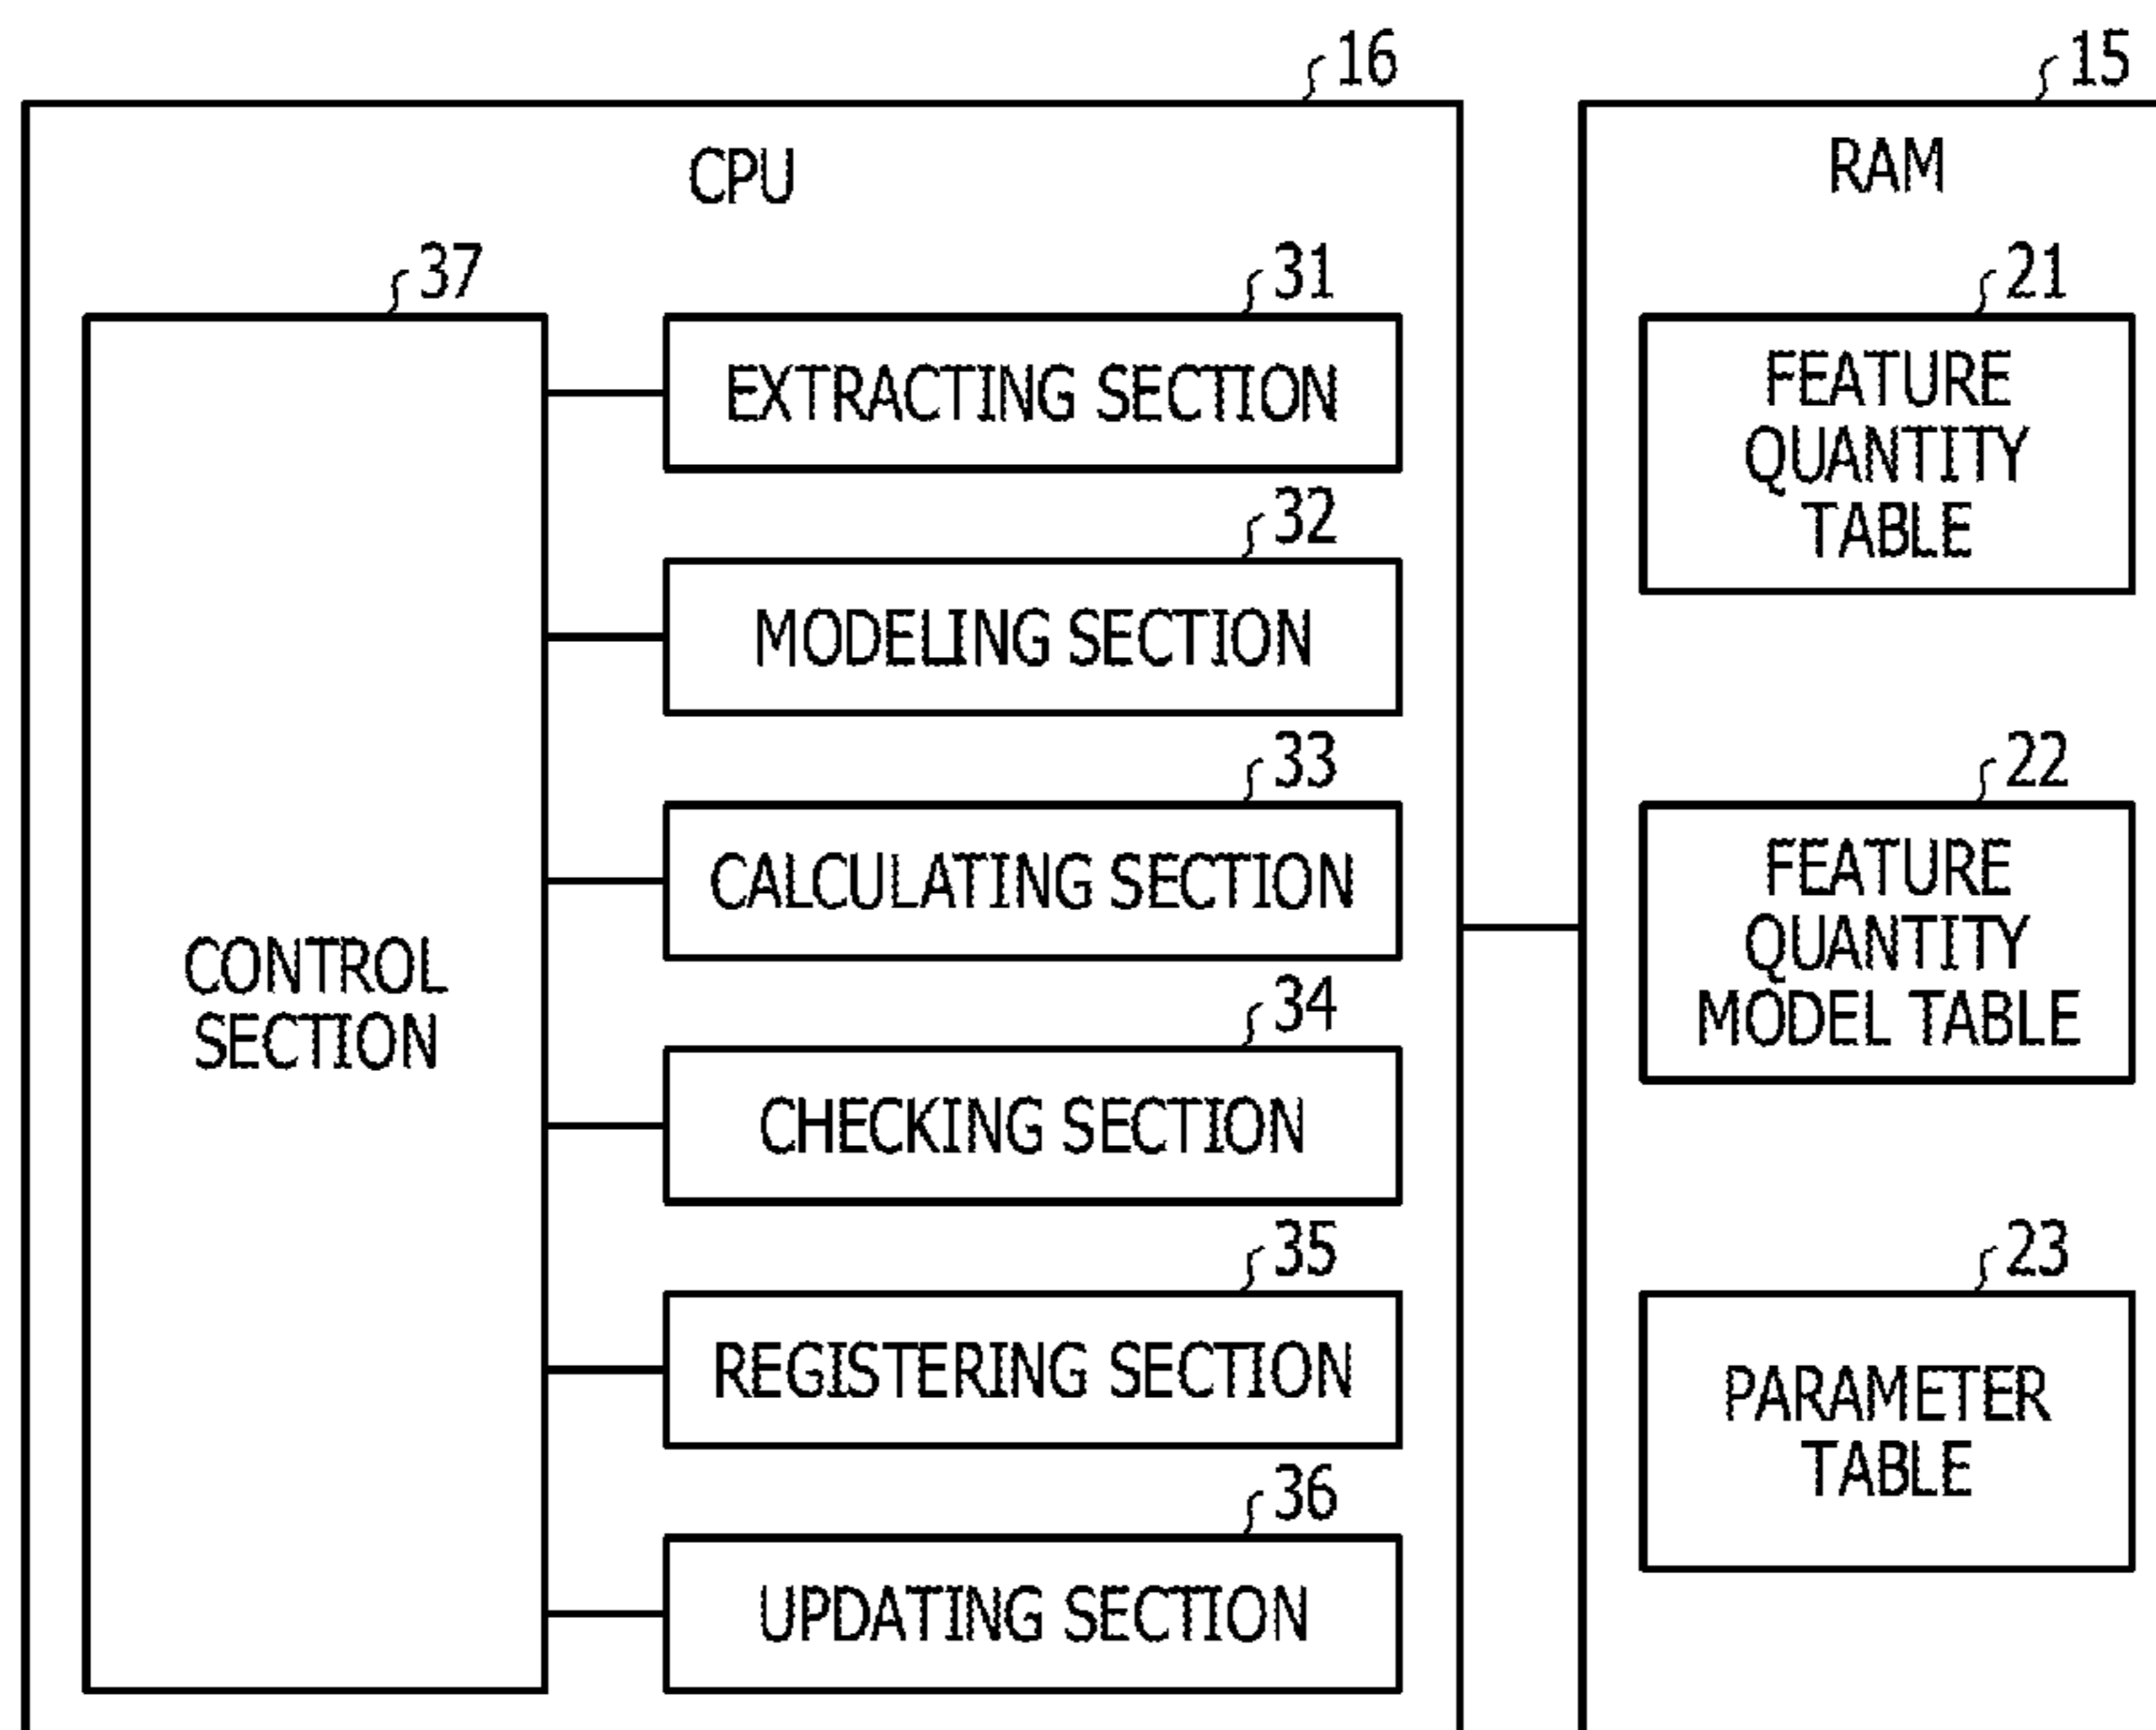 16
CPU
37
CONTROL
SECTION
31
EXTRACTING SECTION
32
MODELING SECTION
33
CALCULATING SECTION
34
CHECKING SECTION
35
REGISTERING SECTION
36
UPDATING SECTION
15
RAM
21
FEATURE
QUANTITY
TABLE
22
FEATURE
QUANTITY
MODEL TABLE
23
PARAMETER
TABLE